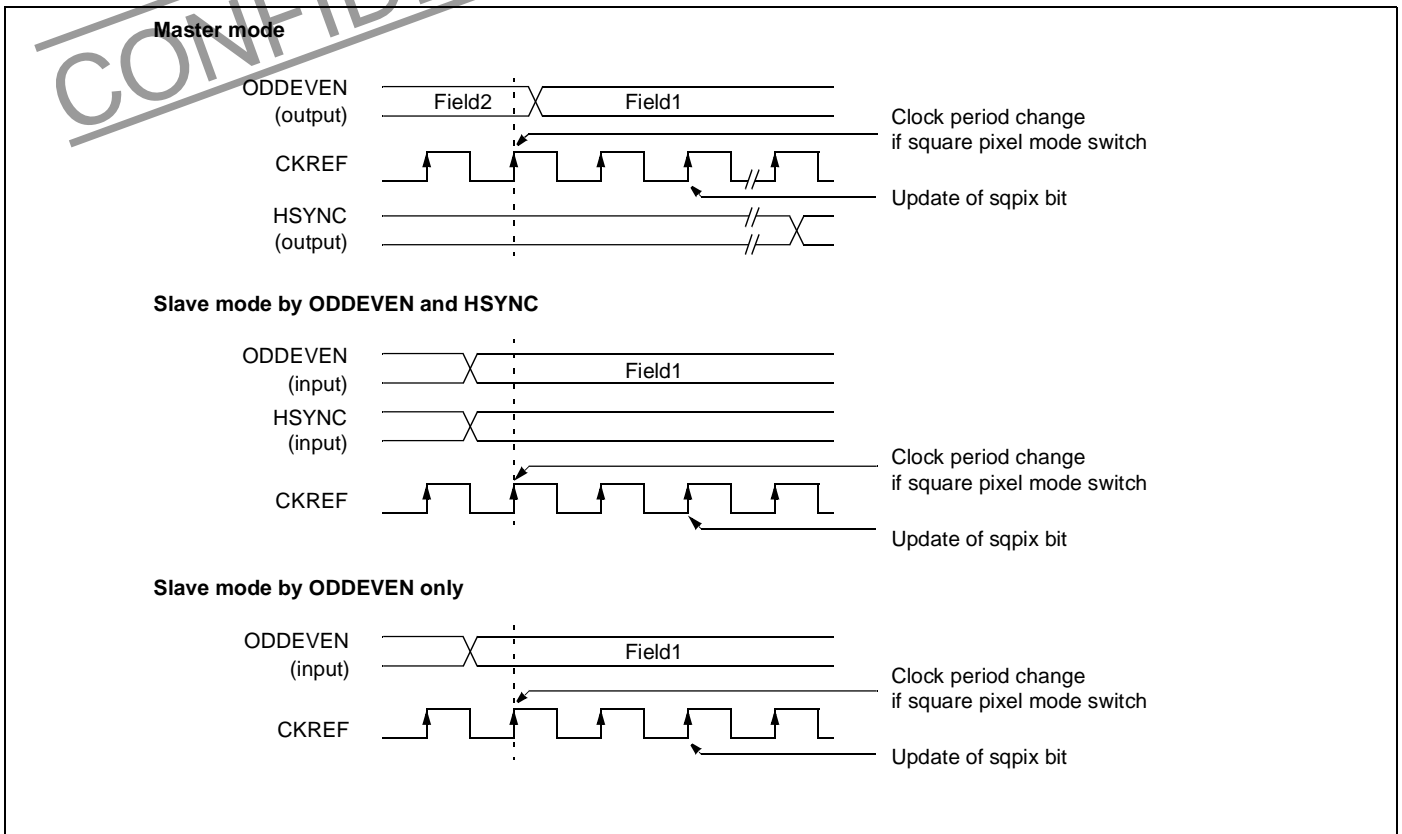 CONFIDE
Master mode
ODDEVEN
(output)
Field2
Field1
Clock period change
if square pixel mode switch
CKREF
Update of sqpix bit
HSYNC
(output)
Slave mode by ODDEVEN and HSYNC
ODDEVEN
(input)
Field1
HSYNC
(input)
Clock period change
if square pixel mode switch
CKREF
Update of sqpix bit
Slave mode by ODDEVEN only
ODDEVEN
(input)
Field1
Clock period change
if square pixel mode switch
CKREF
Update of sqpix bit